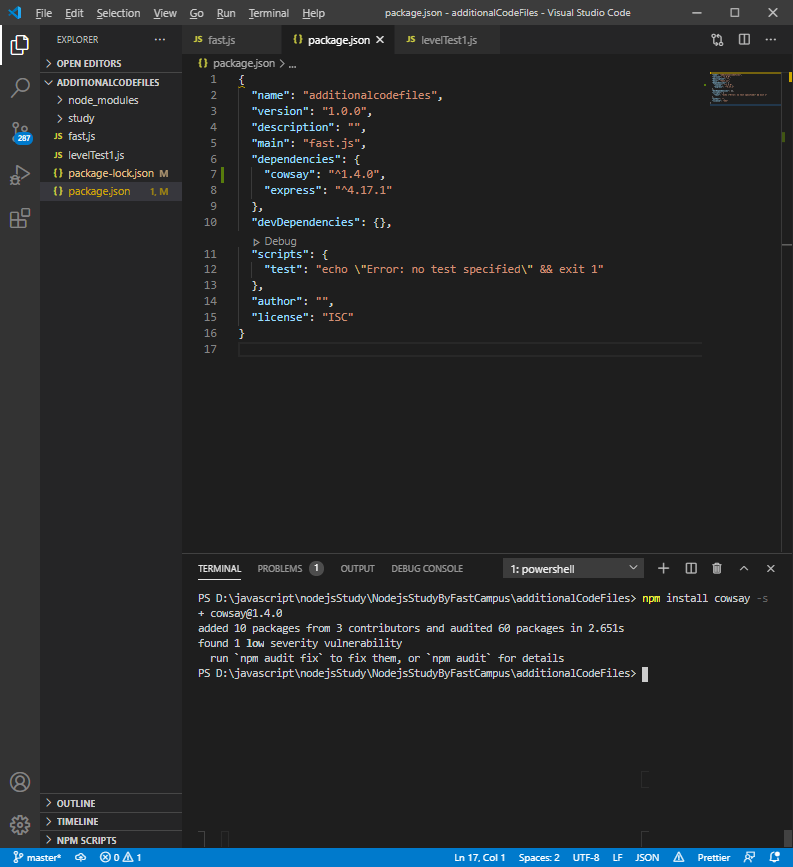 File Edit Selection View Go Run Terminal Help package.json - additionalCodeFiles - Visual Studio Code
EXPLORER ···
OPEN EDITORS
ADDITIONALCODEFILES
node_modules
study
JS fast.js
JS levelTest1.js
{} package-lock.json M
{} package.json 1, M
287
OUTLINE
TIMELINE
NPM SCRIPTS
JS fast.js {} package.json JS levelTest1.js
{} package.json > ...
1 {
2 "name": "additionalcodefiles",
3 "version": "1.0.0",
4 "description": "",
5 "main": "fast.js",
6 "dependencies": {
7 "cowsay": "^1.4.0",
8 "express": "^4.17.1"
9 },
10 "devDependencies": {},
Debug
11 "scripts": {
12 "test": "echo \"Error: no test specified\" && exit 1"
13 },
14 "author": "",
15 "license": "ISC"
16 }
17
TERMINAL PROBLEMS 1 OUTPUT DEBUG CONSOLE 1: powershell
PS D:\javascript\nodejsStudy\NodejsStudyByFastCampus\additionalCodeFiles> npm install cowsay -s
+ cowsay@1.4.0
added 10 packages from 3 contributors and audited 60 packages in 2.651s
found 1 low severity vulnerability
run `npm audit fix` to fix them, or `npm audit` for details
PS D:\javascript\nodejsStudy\NodejsStudyByFastCampus\additionalCodeFiles>
master* 0 1 Ln 17, Col 1 Spaces: 2 UTF-8 LF JSON Prettier